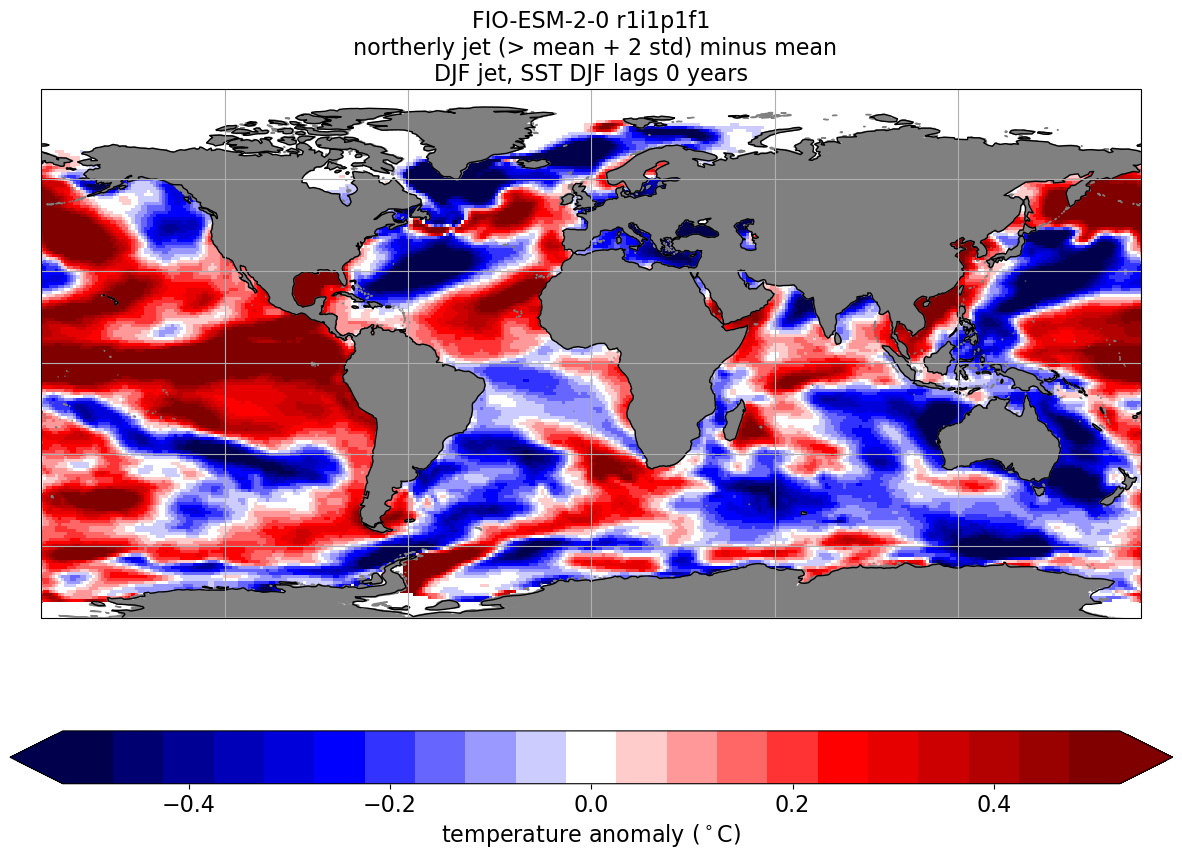 FIO-ESM-2-0 r1i1p1f1
northerly jet (> mean + 2 std) minus mean
DJF jet, SST DJF lags 0 years
−0.4 −0.2 0.0 0.2 0.4
temperature anomaly (°C)